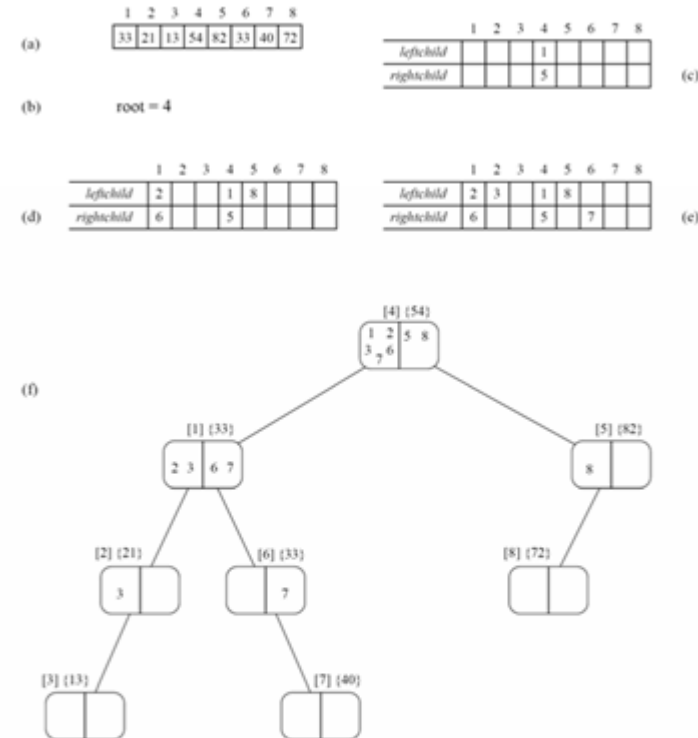 1 2 3 4 5 6 7 8
(a) 33 21 13 54 82 33 40 72
1 2 3 4 5 6 7 8
leftchild 1
rightchild 5
(c)
(b) root = 4
1 2 3 4 5 6 7 8
leftchild 2 1 8
(d) rightchild 6 5
1 2 3 4 5 6 7 8
leftchild 2 3 1 8
rightchild 6 5 7
(e)
[4] {54}
1 2 5 8
3 7 6
(f)
[1] {33}
2 3 6 7
[5] {82}
8
[2] {21}
3
[6] {33}
7
[8] {72}
[3] {13}
[7] {40}